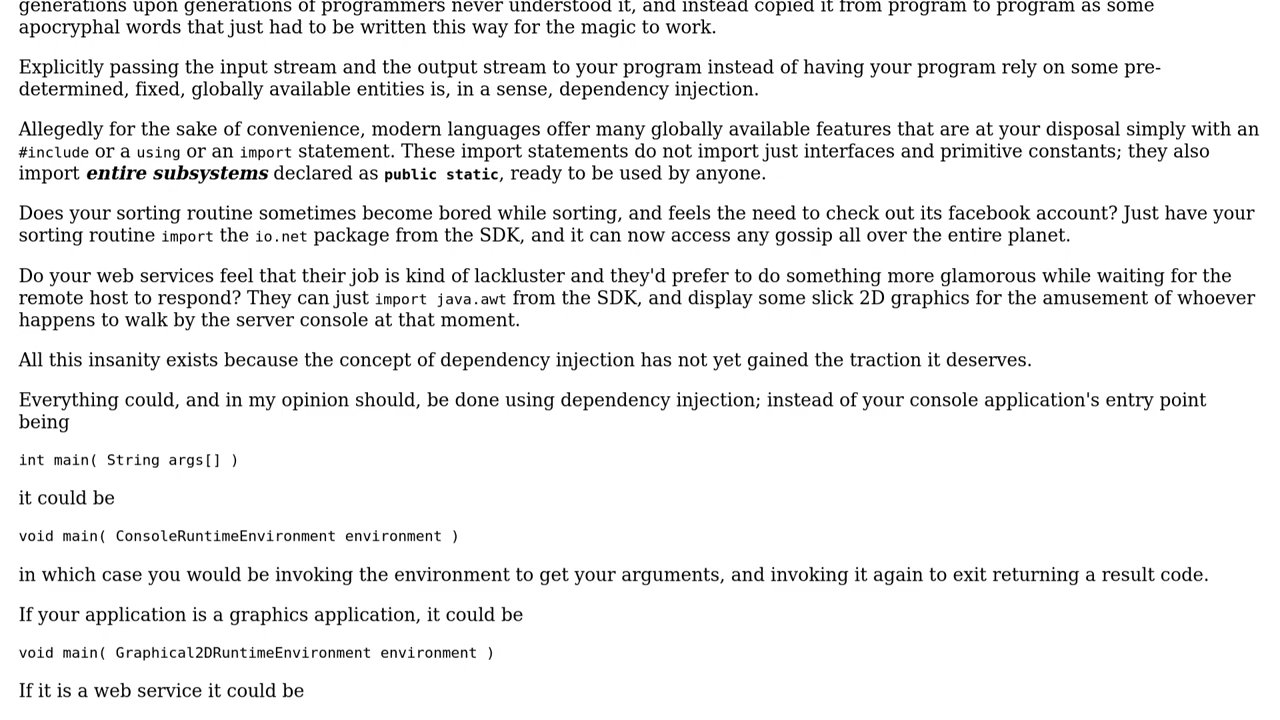 generations upon generations of programmers never understood it, and instead copied it from program to program as some
apocryphal words that just had to be written this way for the magic to work.
Explicitly passing the input stream and the output stream to your program instead of having your program rely on some pre-
determined, fixed, globally available entities is, in a sense, dependency injection.
Allegedly for the sake of convenience, modern languages offer many globally available features that are at your disposal simply with an
#include or a using or an import statement. These import statements do not import just interfaces and primitive constants; they also
import entire subsystems declared as public static, ready to be used by anyone.
Does your sorting routine sometimes become bored while sorting, and feels the need to check out its facebook account? Just have your
sorting routine import the io.net package from the SDK, and it can now access any gossip all over the entire planet.
Do your web services feel that their job is kind of lackluster and they'd prefer to do something more glamorous while waiting for the
remote host to respond? They can just import java.awt from the SDK, and display some slick 2D graphics for the amusement of whoever
happens to walk by the server console at that moment.
All this insanity exists because the concept of dependency injection has not yet gained the traction it deserves.
Everything could, and in my opinion should, be done using dependency injection; instead of your console application's entry point
being
int main( String args[] )
it could be
void main( ConsoleRuntimeEnvironment environment )
in which case you would be invoking the environment to get your arguments, and invoking it again to exit returning a result code.
If your application is a graphics application, it could be
void main( Graphical2DRuntimeEnvironment environment )
If it is a web service it could be